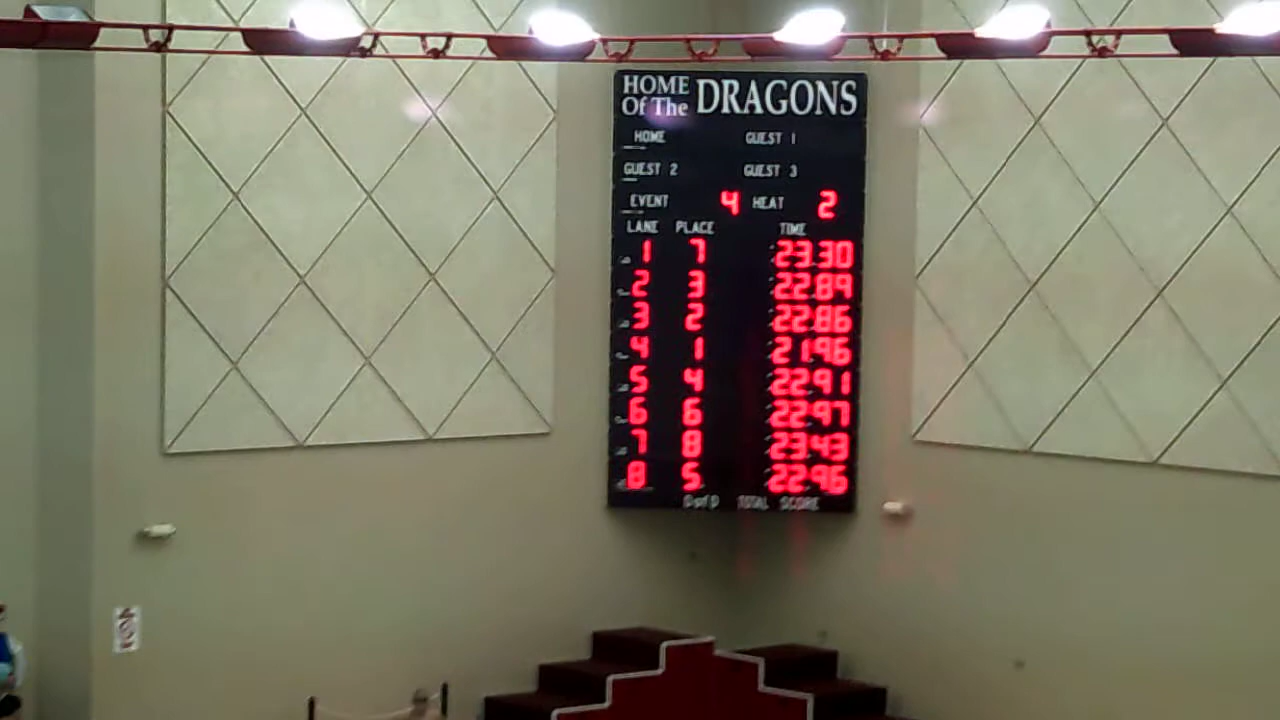 HOME Of The DRAGONS
HOME GUEST 1
GUEST 2 GUEST 3
EVENT 4 HEAT 2
LANE PLACE TIME
1 7 23.30
2 3 22.89
3 2 22.86
4 1 21.96
5 4 22.91
6 6 22.97
7 8 23.43
8 5 22.96
TOTAL SCORE